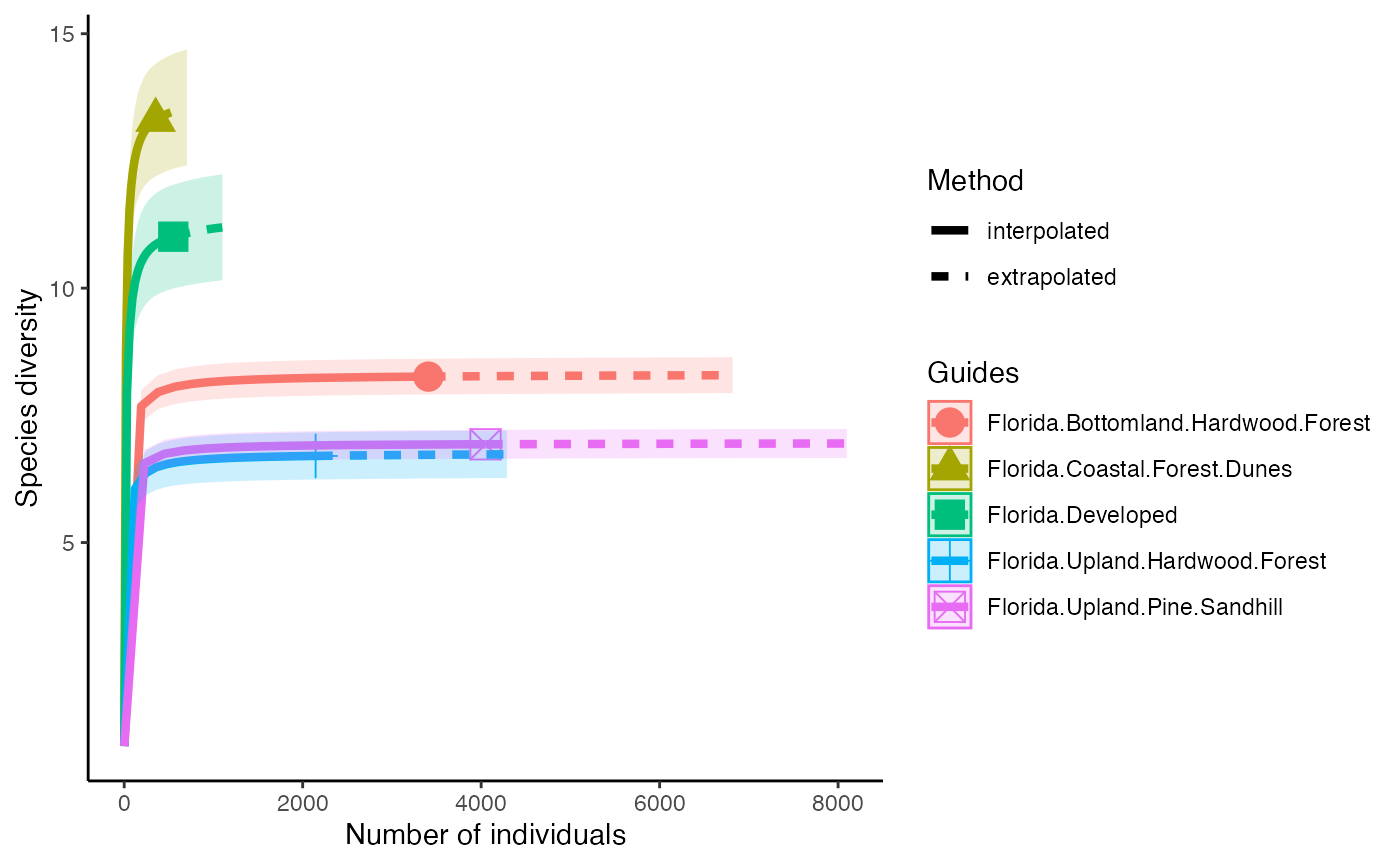 15
10
5
Species diversity
0
2000
4000
6000
8000
Number of individuals
Method
interpolated
extrapolated
Guides
Florida.Bottomland.Hardwood.Forest
Florida.Coastal.Forest.Dunes
Florida.Developed
Florida.Upland.Hardwood.Forest
Florida.Upland.Pine.Sandhill